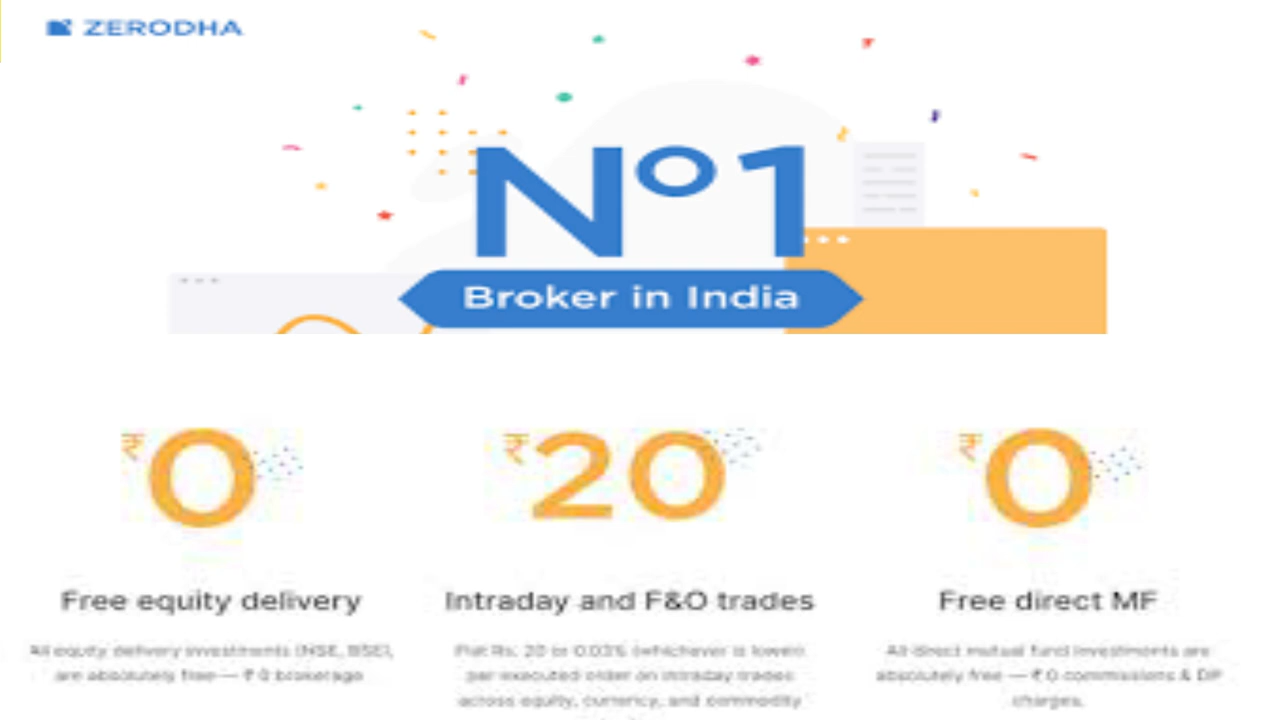 ZERODHA
Nº1
Broker in India
₹0
₹20
₹0
Free equity delivery
Intraday and F&O trades
Free direct MF
All equity delivery investments (NSE, BSE),
are absolutely free — ₹ 0 brokerage.
Flat Rs. 20 or 0.03% (whichever is lower)
per executed order on intraday trades
across equity, currency, and commodity
All direct mutual fund investments are
absolutely free — ₹ 0 commissions & DP
charges.